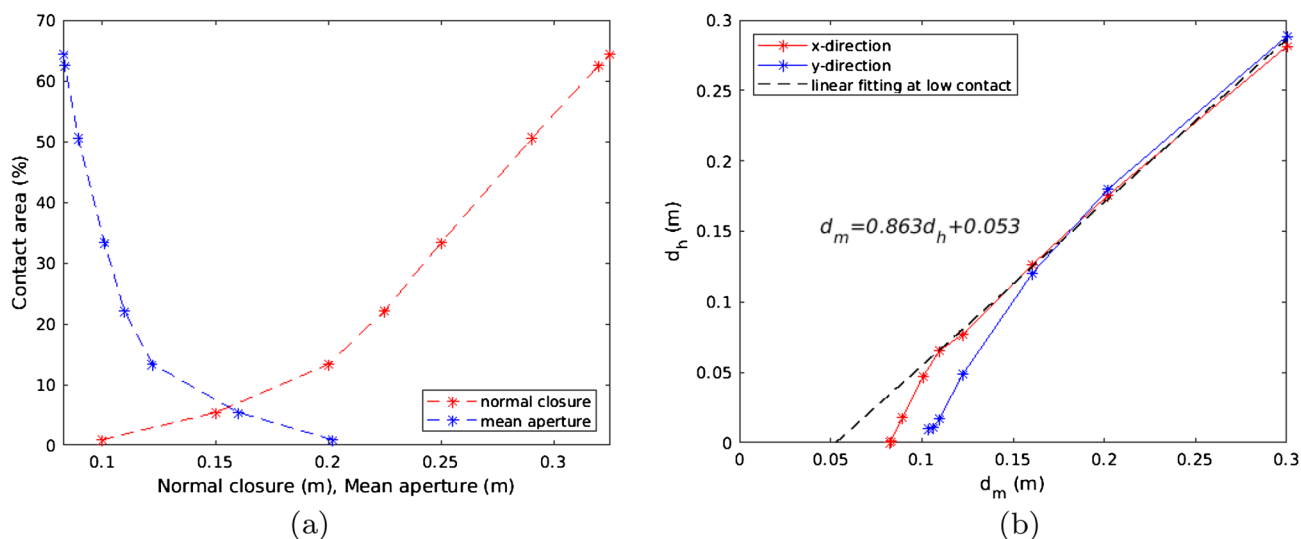 70
60
50
40
30
20
10
0
Contact area (%)
0.1 0.15 0.2 0.25 0.3
Normal closure (m), Mean aperture (m)
normal closure
mean aperture
(a)
0.3
0.25
0.2
0.15
0.1
0.05
0
d_h (m)
x-direction
y-direction
linear fitting at low contact
d_m=0.863d_h+0.053
0 0.05 0.1 0.15 0.2 0.25 0.3
d_m (m)
(b)